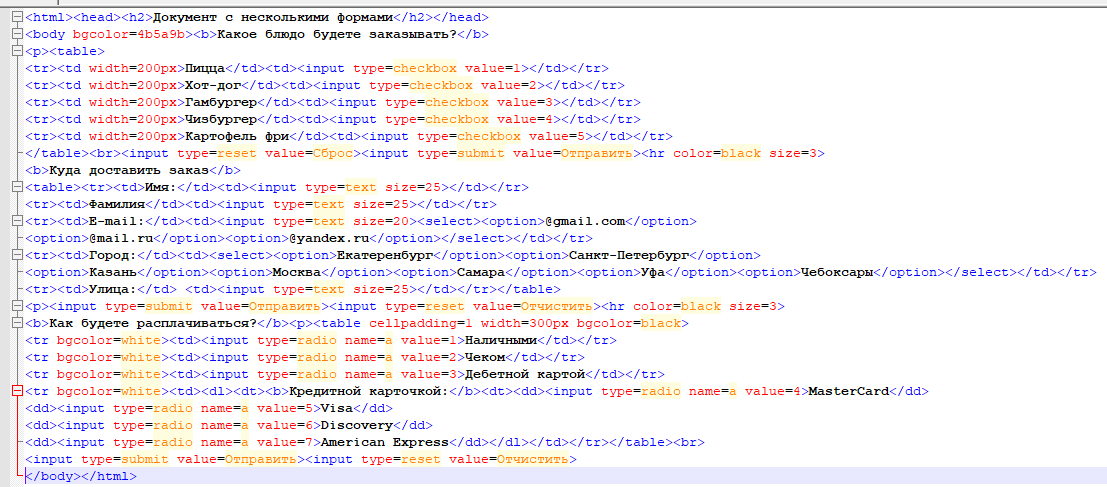 <html><head><h2>Документ с несколькими формами</h2></head>
<body bgcolor=4b5a9b><b>Какое блюдо будете заказывать?</b>
<p><table>
<tr><td width=200px>Пицца</td><td><input type=checkbox value=1></td></tr>
<tr><td width=200px>Хот-дог</td><td><input type=checkbox value=2></td></tr>
<tr><td width=200px>Гамбургер</td><td><input type=checkbox value=3></td></tr>
<tr><td width=200px>Чизбургер</td><td><input type=checkbox value=4></td></tr>
<tr><td width=200px>Картофель фри</td><td><input type=checkbox value=5></td></tr>
</table><br><input type=reset value=Сброс><input type=submit value=Отправить><hr color=black size=3>
<b>Куда доставить заказ</b>
<table><tr><td>Имя:</td><td><input type=text size=25></td></tr>
<tr><td>Фамилия</td><td><input type=text size=25></td></tr>
<tr><td>E-mail:</td><td><input type=text size=20><select><option>@gmail.com</option>
<option>@mail.ru</option><option>@yandex.ru</option></select></td></tr>
<tr><td>Город:</td><td><select><option>Екатеренбург</option><option>Санкт-Петербург</option>
<option>Казань</option><option>Москва</option><option>Самара</option><option>Уфа</option><option>Чебоксары</option></select></td></tr>
<tr><td>Улица:</td> <td><input type=text size=25></td></tr></table>
<p><input type=submit value=Отправить><input type=reset value=Отчистить><hr color=black size=3>
<b>Как будете расплачиваться?</b><p><table cellpadding=1 width=300px bgcolor=black>
<tr bgcolor=white><td><input type=radio name=a value=1>Наличными</td></tr>
<tr bgcolor=white><td><input type=radio name=a value=2>Чеком</td></tr>
<tr bgcolor=white><td><input type=radio name=a value=3>Дебетной картой</td></tr>
<tr bgcolor=white><td><dl><dt><b>Кредитной карточкой:</b><dt><dd><input type=radio name=a value=4>MasterCard</dd>
<dd><input type=radio name=a value=5>Visa</dd>
<dd><input type=radio name=a value=6>Discovery</dd>
<dd><input type=radio name=a value=7>American Express</dd></dl></td></tr></table><br>
<input type=submit value=Отправить><input type=reset value=Отчистить>
</body></html>